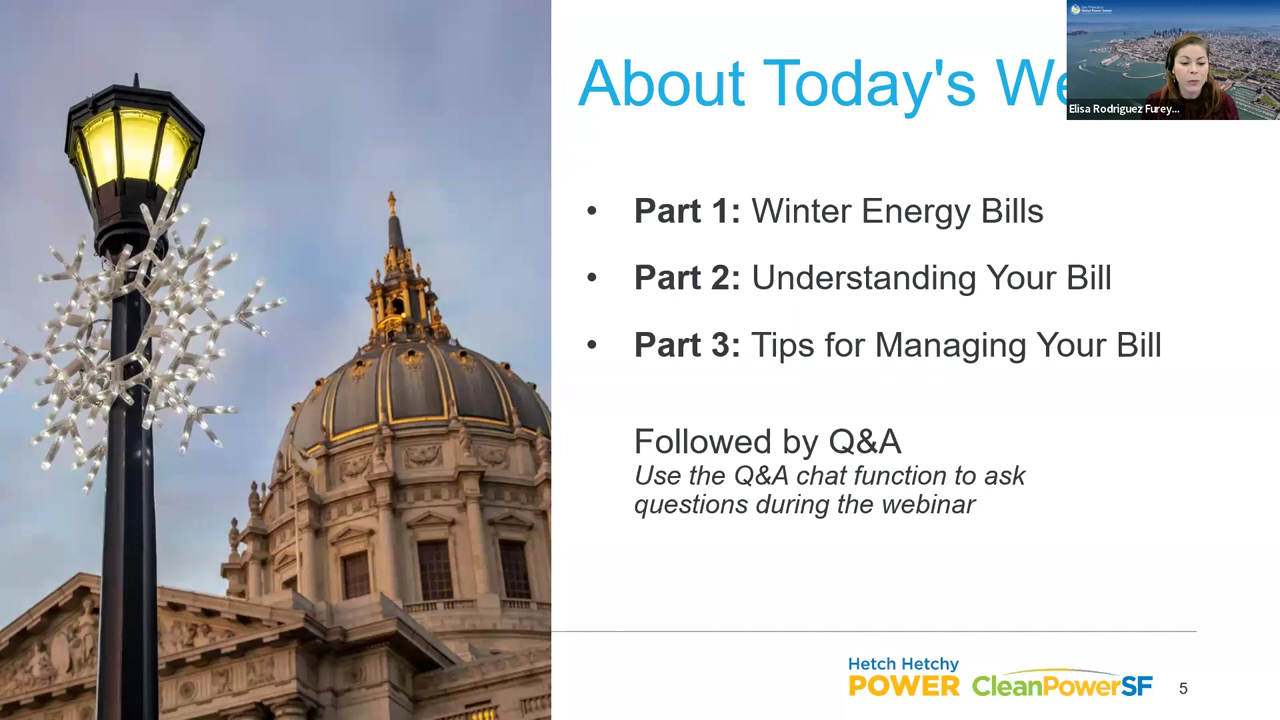 About Today's We
Elisa Rodriguez Furey...
• Part 1: Winter Energy Bills
• Part 2: Understanding Your Bill
• Part 3: Tips for Managing Your Bill
Followed by Q&A
Use the Q&A chat function to ask
questions during the webinar
Hetch Hetchy
POWER
CleanPowerSF
5